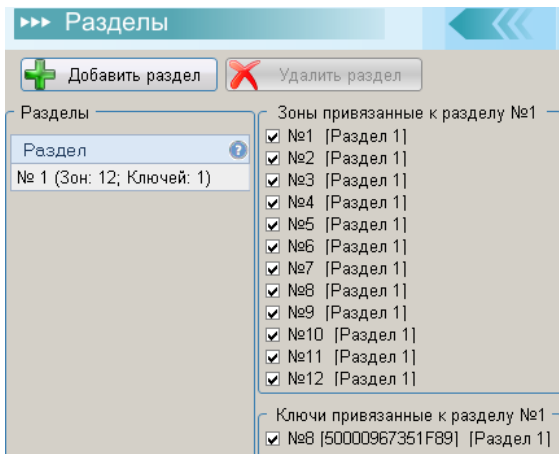 ▸▸▸ Разделы
Добавить раздел Удалить раздел
Разделы
Раздел
№ 1 (Зон: 12; Ключей: 1)
Зоны привязанные к разделу №1
№1 [Раздел 1]
№2 [Раздел 1]
№3 [Раздел 1]
№4 [Раздел 1]
№5 [Раздел 1]
№6 [Раздел 1]
№7 [Раздел 1]
№8 [Раздел 1]
№9 [Раздел 1]
№10 [Раздел 1]
№11 [Раздел 1]
№12 [Раздел 1]
Ключи привязанные к разделу №1
№8 [50000967351F89] [Раздел 1]